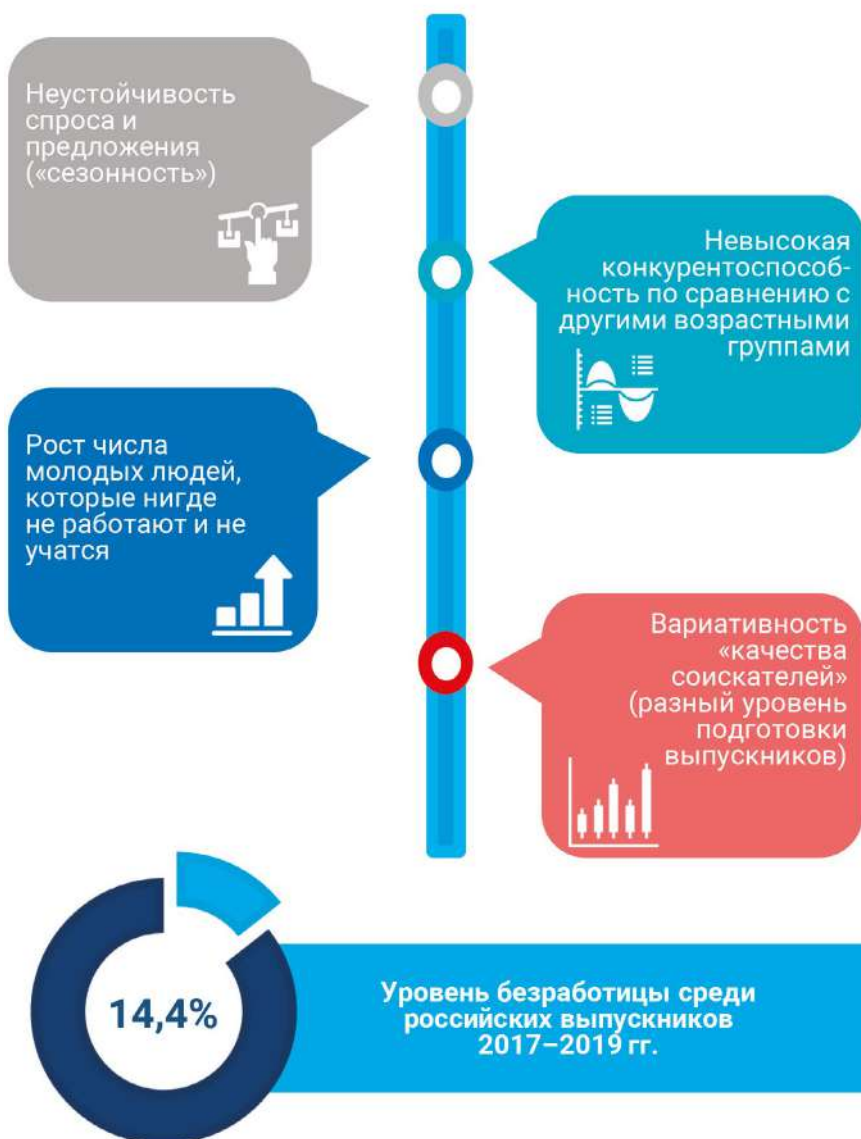 Неустойчивость
спроса и
предложения
(«сезонность»)
Невысокая
конкурентоспособ-
ность по сравнению с
другими возрастными
группами
Рост числа
молодых людей,
которые нигде
не работают и не
учатся
Вариативность
«качества
соискателей»
(разный уровень
подготовки
выпускников)
14,4%
Уровень безработицы среди
российских выпускников
2017–2019 гг.